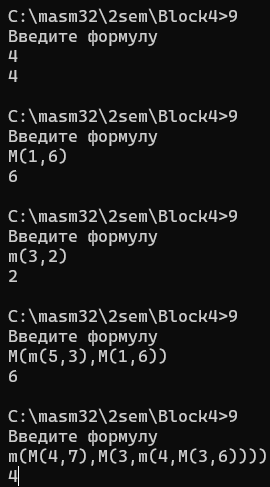 C:\masm32\2sem\Block4>9
Введите формулу
4
4
C:\masm32\2sem\Block4>9
Введите формулу
M(1,6)
6
C:\masm32\2sem\Block4>9
Введите формулу
m(3,2)
2
C:\masm32\2sem\Block4>9
Введите формулу
M(m(5,3),M(1,6))
6
C:\masm32\2sem\Block4>9
Введите формулу
m(M(4,7),M(3,m(4,M(3,6))))
4